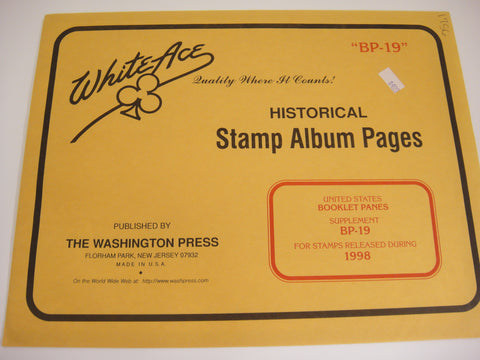 White Ace
"BP-19"
Quality Where It Counts!
HISTORICAL
Stamp Album Pages
UNITED STATES
BOOKLET PANES
SUPPLEMENT
BP-19
FOR STAMPS RELEASED DURING
1998
PUBLISHED BY
THE WASHINGTON PRESS
FLORHAM PARK, NEW JERSEY 07932
MADE IN U.S.A.
On the World Wide Web at: http://www.washpress.com